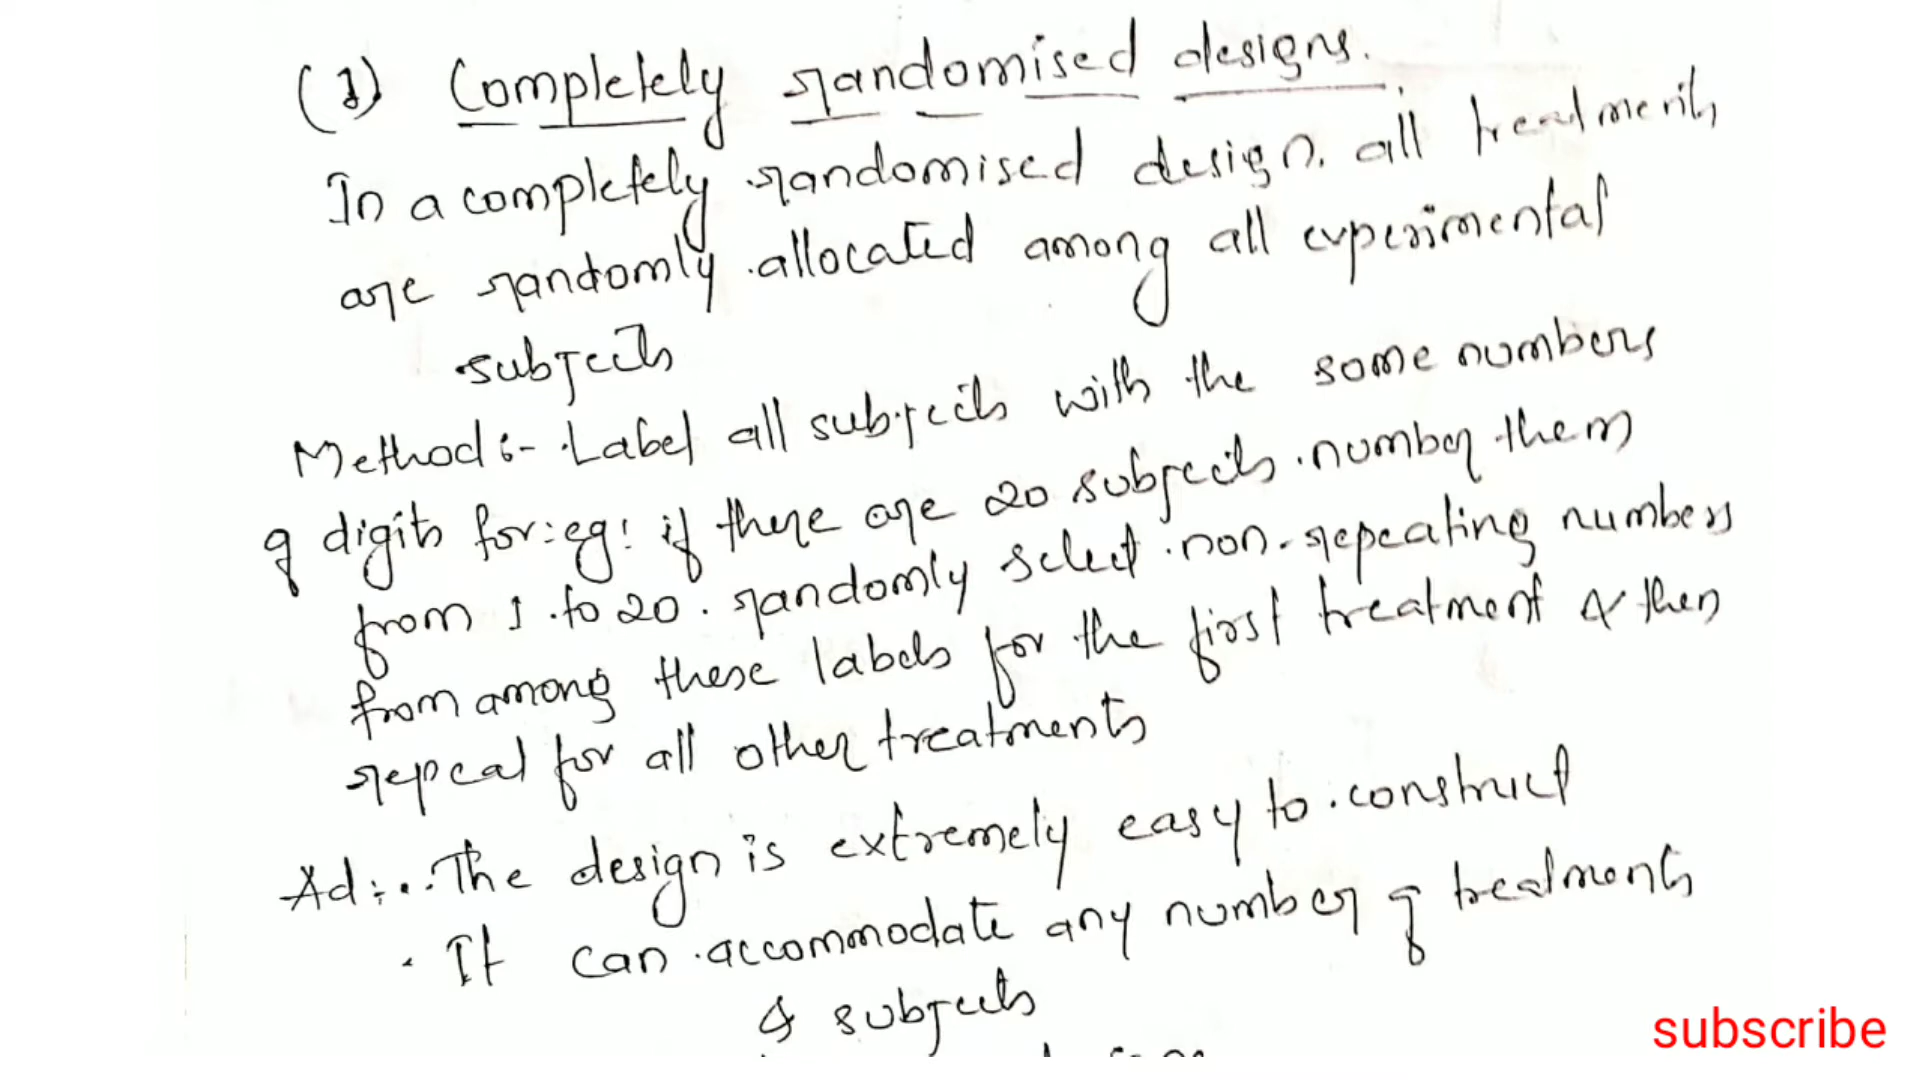 (1) Completely randomised designs.
In a completely randomised design, all treatments
are randomly allocated among all experimental
subjects
Method :- Label all subjects with the some numbers
of digits for: eg: if there are 20 subjects. number them
from 1 to 20. randomly select non-repeating numbers
from among these labels for the first treatment & then
repeat for all other treatments
Ad:- • The design is extremely easy to construct
• It can accommodate any number of treatments
& subjects
subscribe